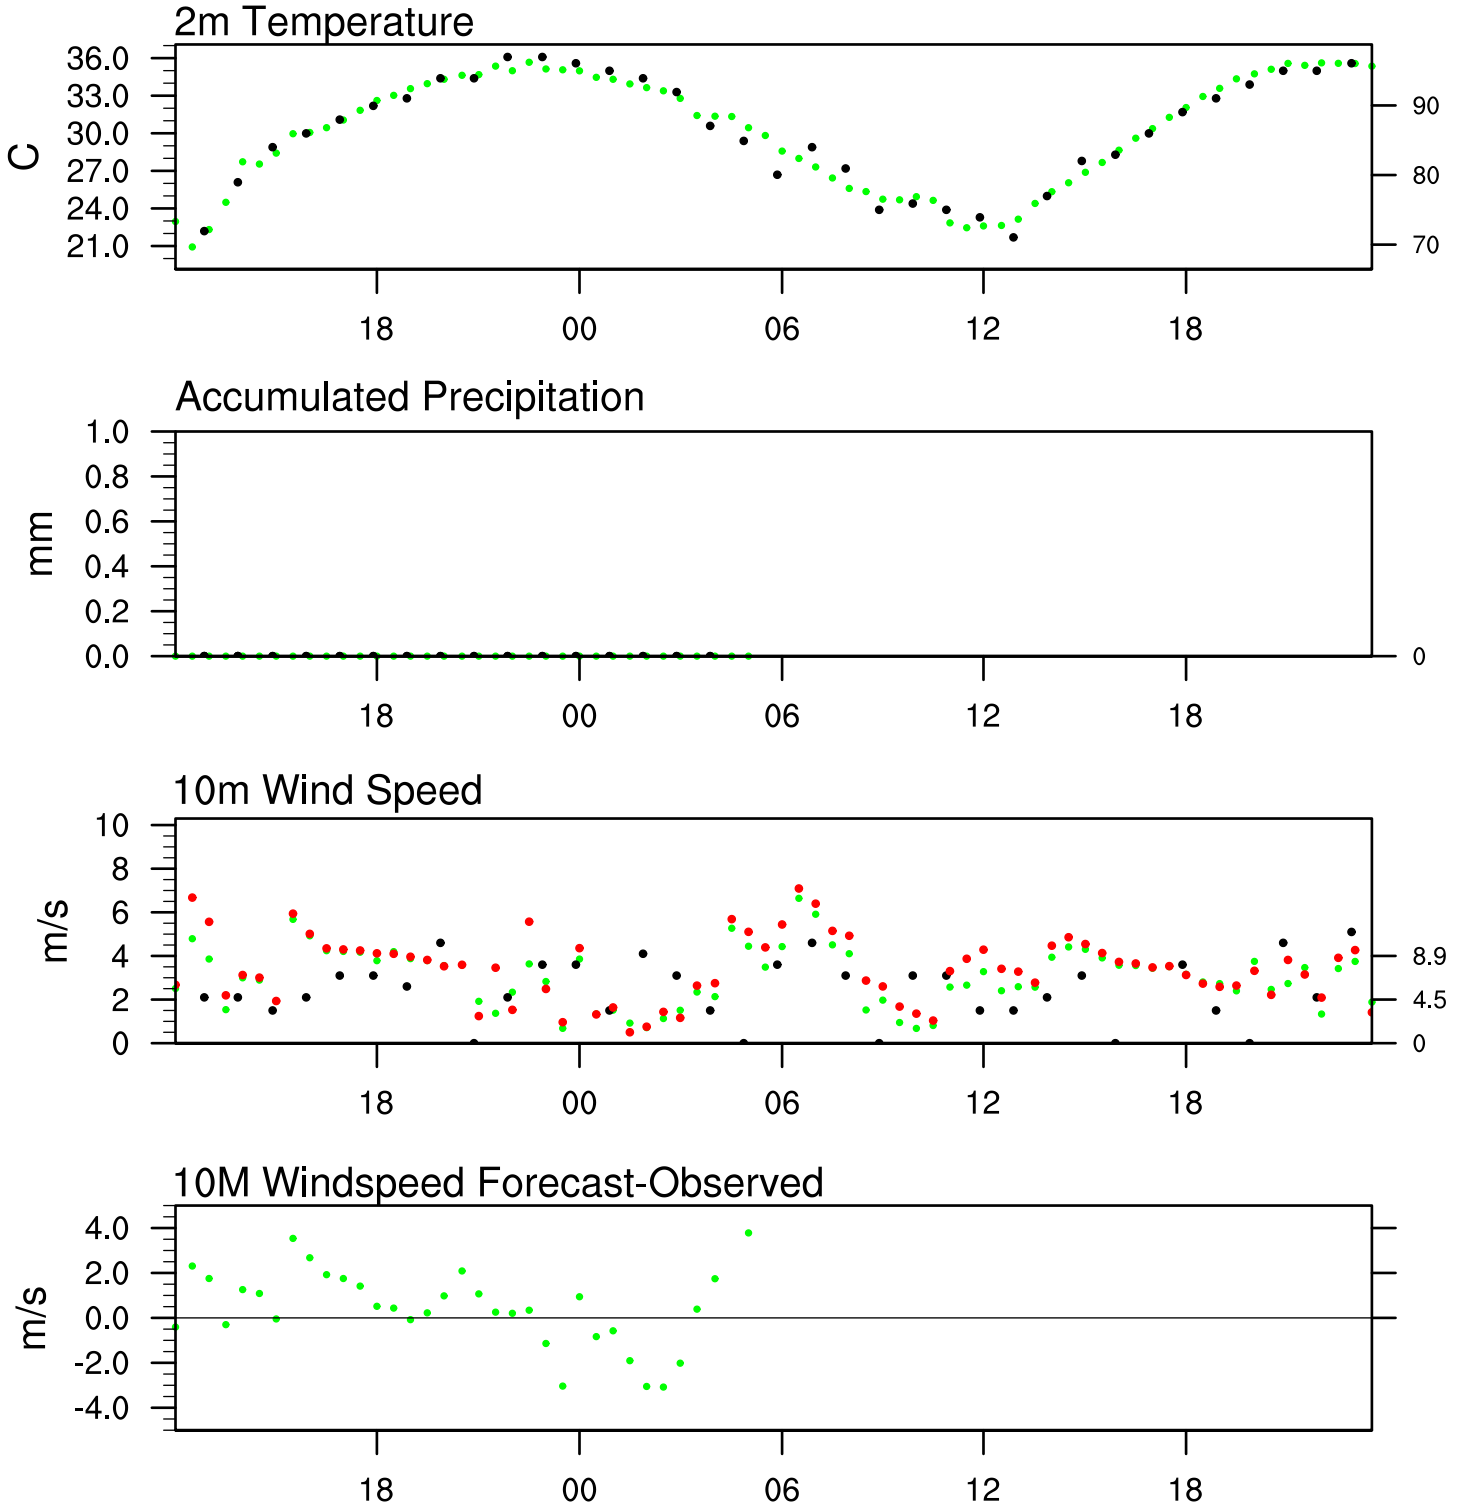 2m Temperature
36.0
33.0
30.0
27.0
24.0
21.0
C
90
80
70
18 00 06 12 18
Accumulated Precipitation
1.0
0.8
0.6
0.4
0.2
0.0
mm
0
18 00 06 12 18
10m Wind Speed
10
8
6
4
2
0
m/s
8.9
4.5
0
18 00 06 12 18
10M Windspeed Forecast-Observed
4.0
2.0
0.0
-2.0
-4.0
m/s
18 00 06 12 18